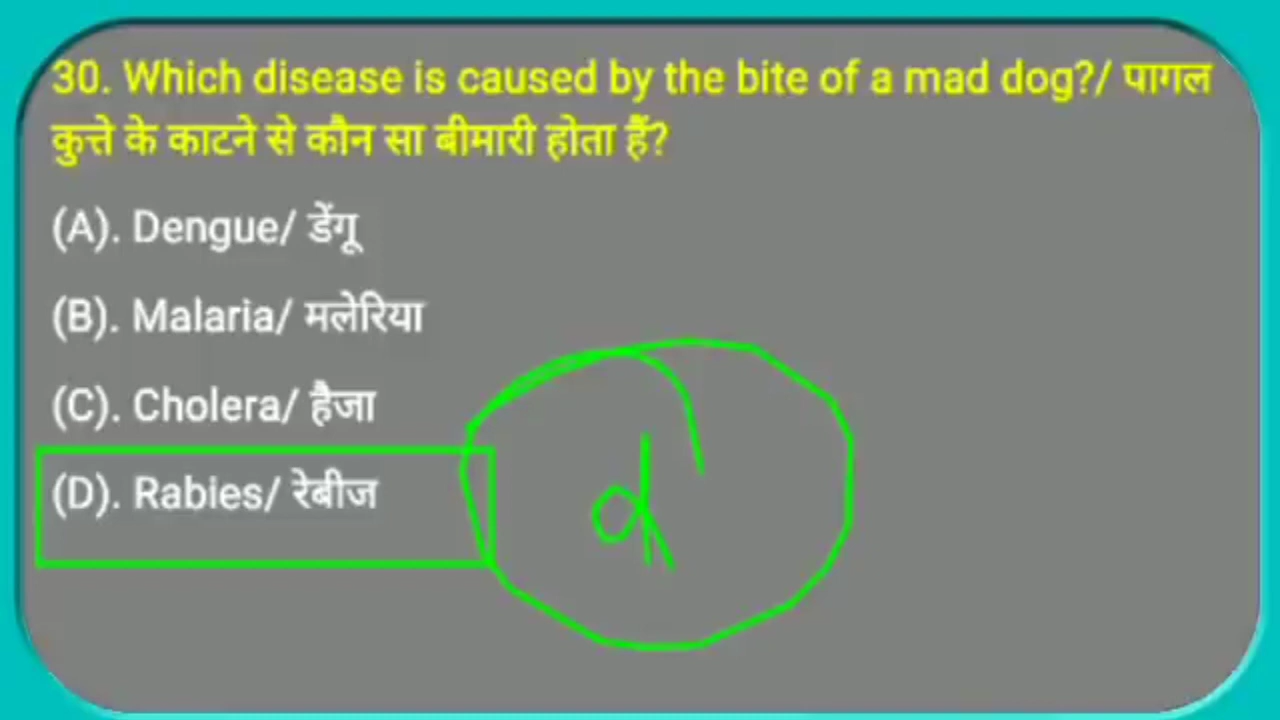 30. Which disease is caused by the bite of a mad dog?/ पागल
कुत्ते के काटने से कौन सा बीमारी होता हैं?
(A). Dengue/ डेंगू
(B). Malaria/ मलेरिया
(C). Cholera/ हैजा
(D). Rabies/ रेबीज
d